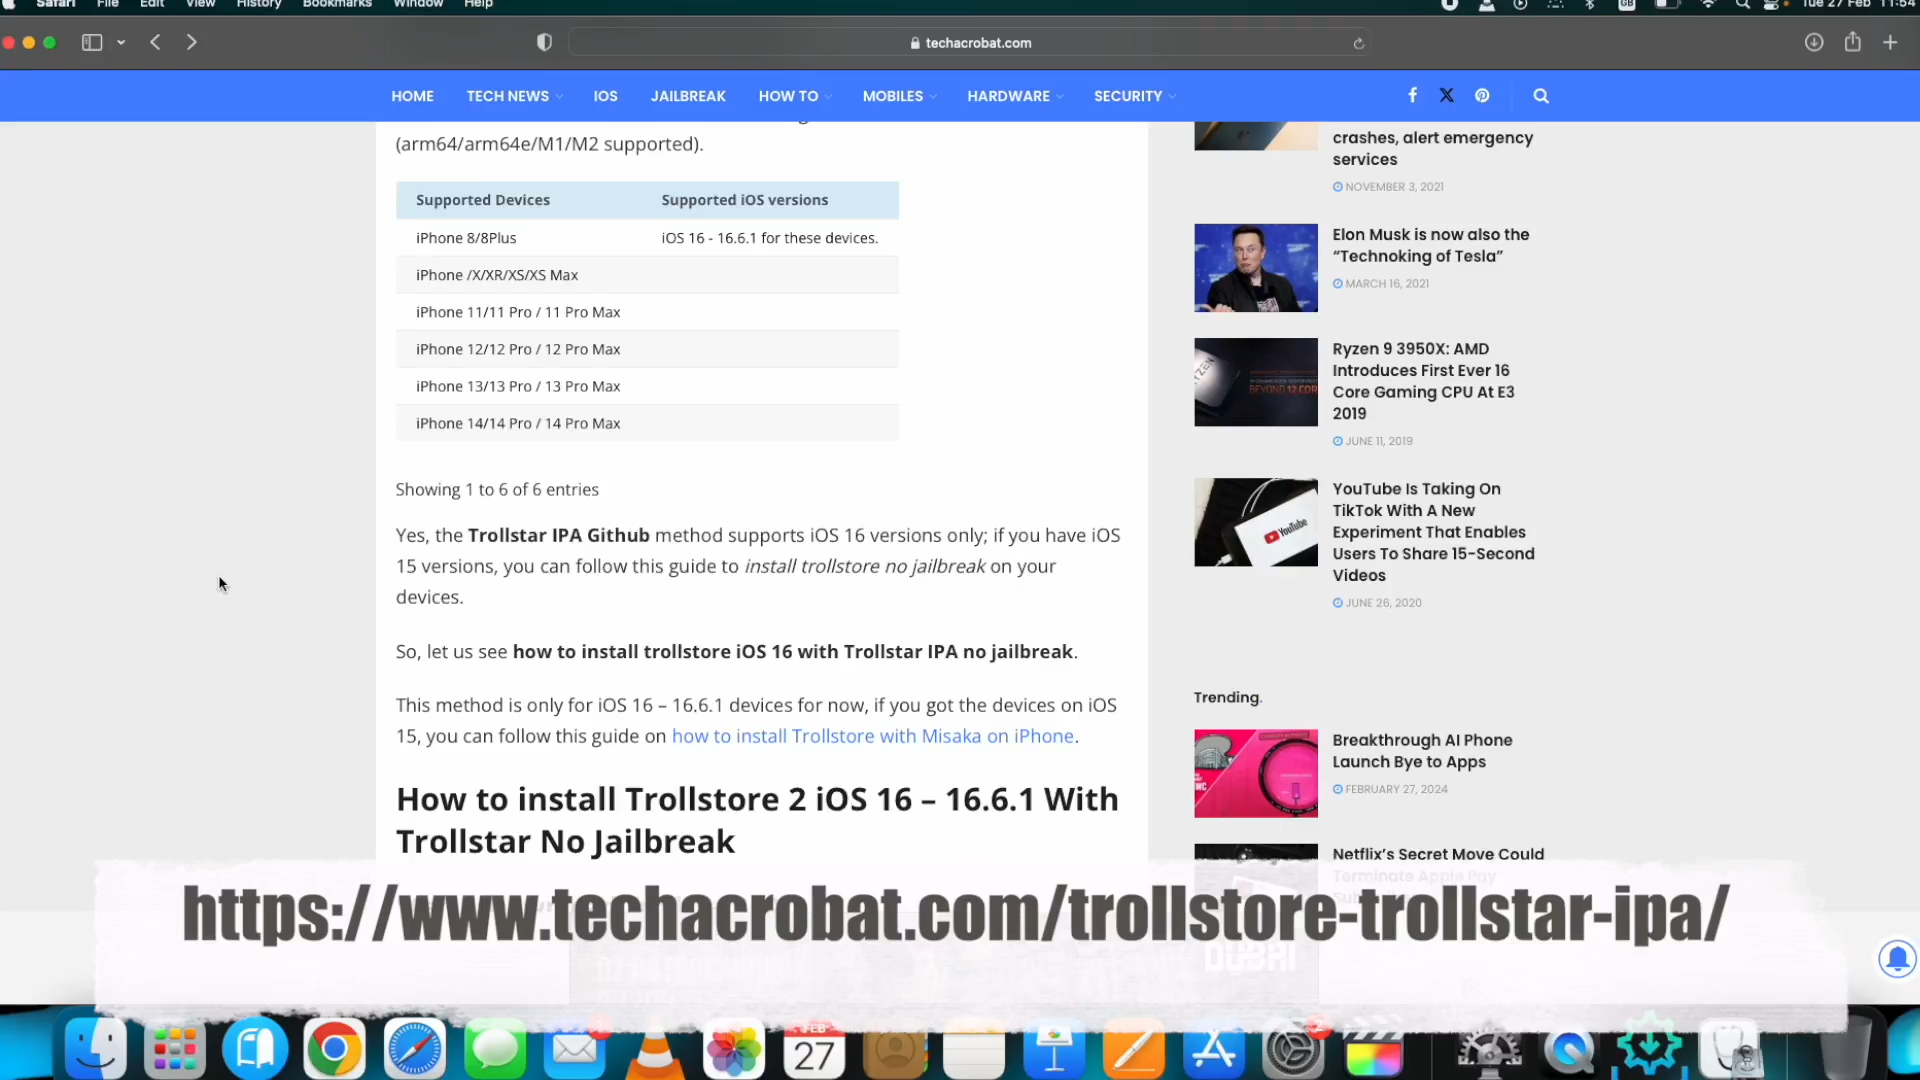 Safari File Edit View History Bookmarks Window Help
Tue 27 Feb 11:54
techacrobat.com
HOME TECH NEWS IOS JAILBREAK HOW TO MOBILES HARDWARE SECURITY
(arm64/arm64e/M1/M2 supported).
Supported Devices Supported iOS versions
iPhone 8/8Plus iOS 16 - 16.6.1 for these devices.
iPhone /X/XR/XS/XS Max
iPhone 11/11 Pro / 11 Pro Max
iPhone 12/12 Pro / 12 Pro Max
iPhone 13/13 Pro / 13 Pro Max
iPhone 14/14 Pro / 14 Pro Max
Showing 1 to 6 of 6 entries
Yes, the Trollstar IPA Github method supports iOS 16 versions only; if you have iOS
15 versions, you can follow this guide to install trollstore no jailbreak on your
devices.
So, let us see how to install trollstore iOS 16 with Trollstar IPA no jailbreak.
This method is only for iOS 16 – 16.6.1 devices for now, if you got the devices on iOS
15, you can follow this guide on how to install Trollstore with Misaka on iPhone.
How to install Trollstore 2 iOS 16 – 16.6.1 With
Trollstar No Jailbreak
crashes, alert emergency
services
NOVEMBER 3, 2021
Elon Musk is now also the
“Technoking of Tesla”
MARCH 16, 2021
Ryzen 9 3950X: AMD
Introduces First Ever 16
Core Gaming CPU At E3
2019
JUNE 11, 2019
YouTube
YouTube Is Taking On
TikTok With A New
Experiment That Enables
Users To Share 15-Second
Videos
JUNE 26, 2020
Trending.
Breakthrough AI Phone
Launch Bye to Apps
FEBRUARY 27, 2024
Netflix’s Secret Move Could
Terminate Apple Pay
https://www.techacrobat.com/trollstore-trollstar-ipa/
DUBAI
FEB
27
2